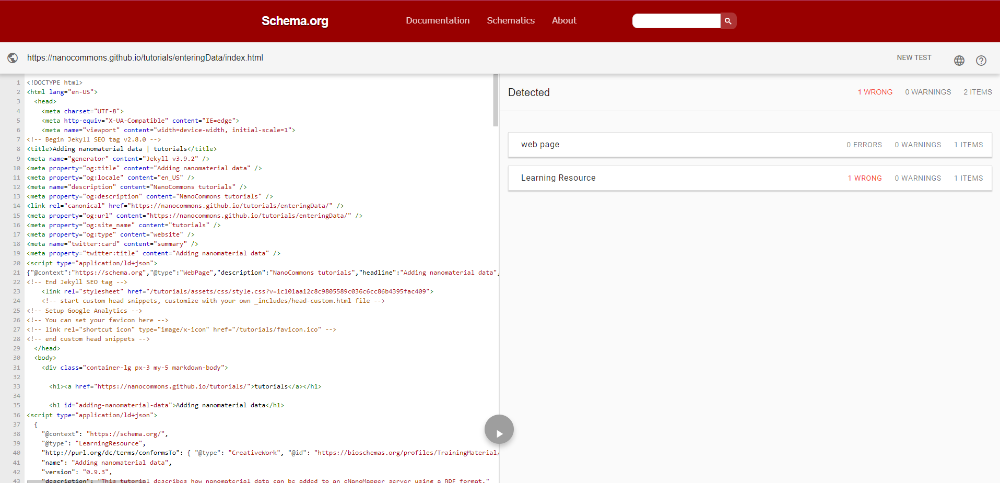 Schema.org Documentation Schematics About
https://nanocommons.github.io/tutorials/enteringData/index.html NEW TEST
1 <!DOCTYPE html>
2 <html lang="en-US">
3 <head>
4 <meta charset="UTF-8">
5 <meta http-equiv="X-UA-Compatible" content="IE=edge">
6 <meta name="viewport" content="width=device-width, initial-scale=1">
7 <!-- Begin Jekyll SEO tag v2.8.0 -->
8 <title>Adding nanomaterial data | tutorials</title>
9 <meta name="generator" content="Jekyll v3.9.2" />
10 <meta property="og:title" content="Adding nanomaterial data" />
11 <meta property="og:locale" content="en_US" />
12 <meta name="description" content="NanoCommons tutorials" />
13 <meta property="og:description" content="NanoCommons tutorials" />
14 <link rel="canonical" href="https://nanocommons.github.io/tutorials/enteringData/" />
15 <meta property="og:url" content="https://nanocommons.github.io/tutorials/enteringData/" />
16 <meta property="og:site_name" content="tutorials" />
17 <meta property="og:type" content="website" />
18 <meta name="twitter:card" content="summary" />
19 <meta property="twitter:title" content="Adding nanomaterial data" />
20 <script type="application/ld+json">
21 {"@context":"https://schema.org","@type":"WebPage","description":"NanoCommons tutorials","headline":"Adding nanomaterial data",
22 <!-- End Jekyll SEO tag -->
23 <link rel="stylesheet" href="/tutorials/assets/css/style.css?v=1c101aa12c8c9805589c036c6cc86b4395fac409">
24 <!-- start custom head snippets, customize with your own _includes/head-custom.html file -->
25 <!-- Setup Google Analytics -->
26 <!-- You can set your favicon here -->
27 <!-- link rel="shortcut icon" type="image/x-icon" href="/tutorials/favicon.ico" -->
28 <!-- end custom head snippets -->
29 </head>
30 <body>
31 <div class="container-lg px-3 my-5 markdown-body">
32
33 <h1><a href="https://nanocommons.github.io/tutorials/">tutorials</a></h1>
34
35 <h1 id="adding-nanomaterial-data">Adding nanomaterial data</h1>
36 <script type="application/ld+json">
37 {
38 "@context": "https://schema.org/",
39 "@type": "LearningResource",
40 "http://purl.org/dc/terms/conformsTo": { "@type": "CreativeWork", "@id": "https://bioschemas.org/profiles/TrainingMaterial/
41 "name": "Adding nanomaterial data",
42 "version": "0.9.3",
43 "description": "This tutorial describes how nanomaterial data can be added to an eNanoMapper server using a RDF format."
Detected 1 WRONG 0 WARNINGS 2 ITEMS
web page 0 ERRORS 0 WARNINGS 1 ITEMS
Learning Resource 1 WRONG 0 WARNINGS 1 ITEMS